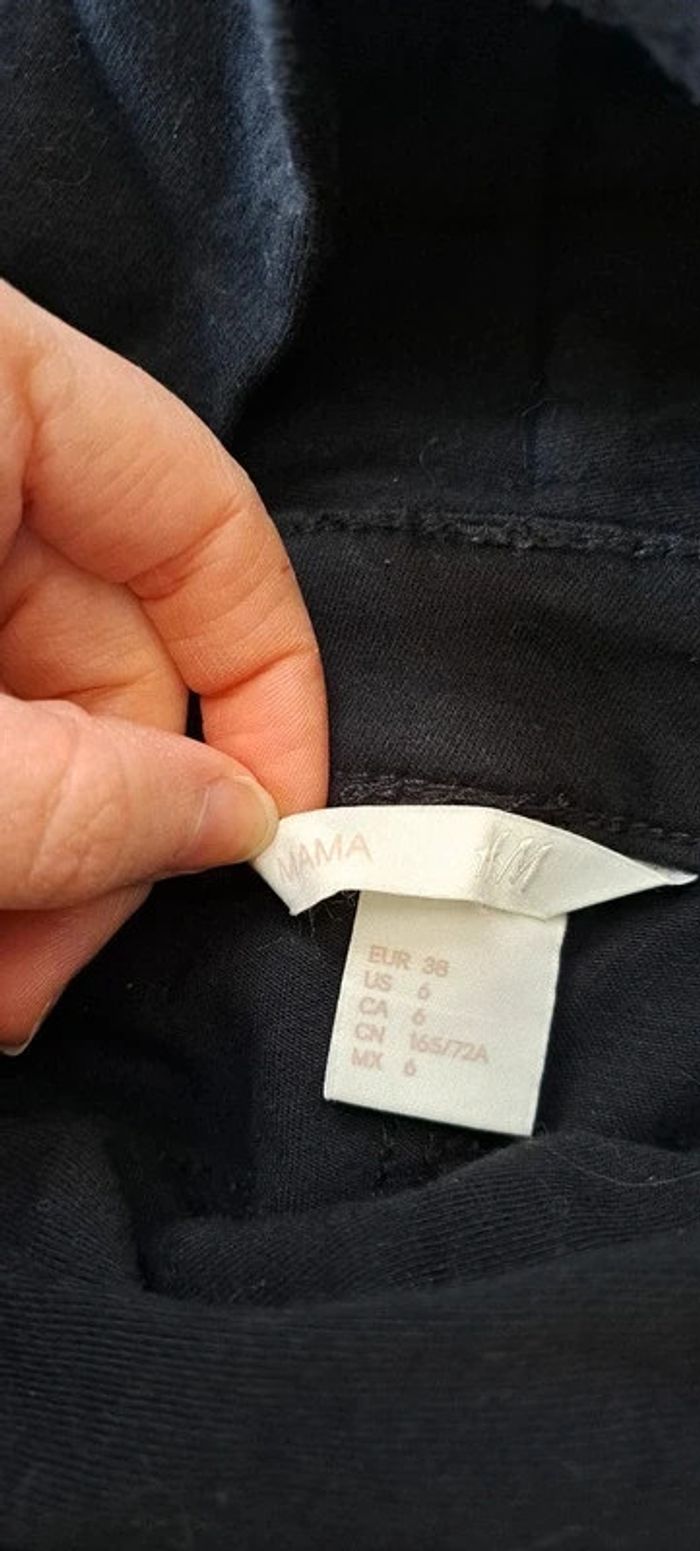 MAMA H&M
EUR 38
US 6
CA 6
CN 165/72A
MX 6